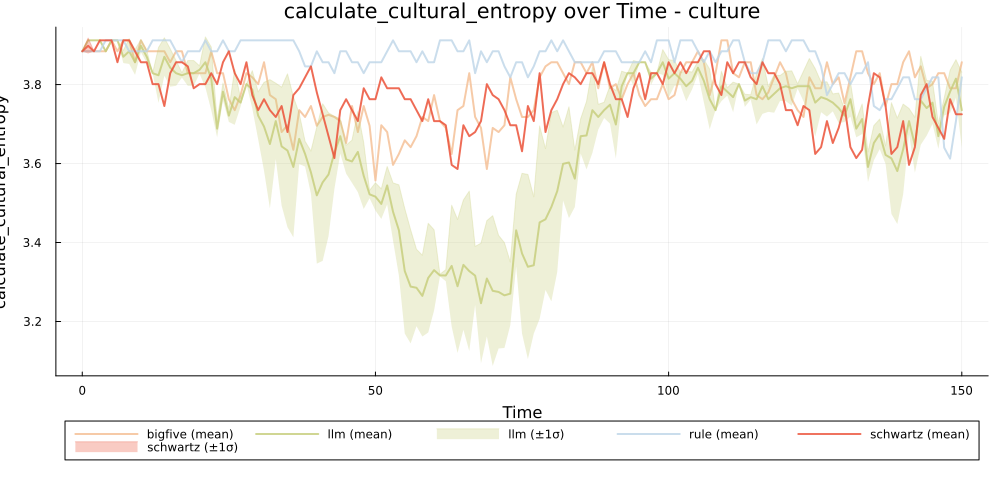 calculate_cultural_entropy over Time - culture
calculate_cultural_entropy
3.8
3.6
3.4
3.2
0
50
100
150
Time
bigfive (mean)
llm (mean)
llm (±1σ)
rule (mean)
schwartz (mean)
schwartz (±1σ)